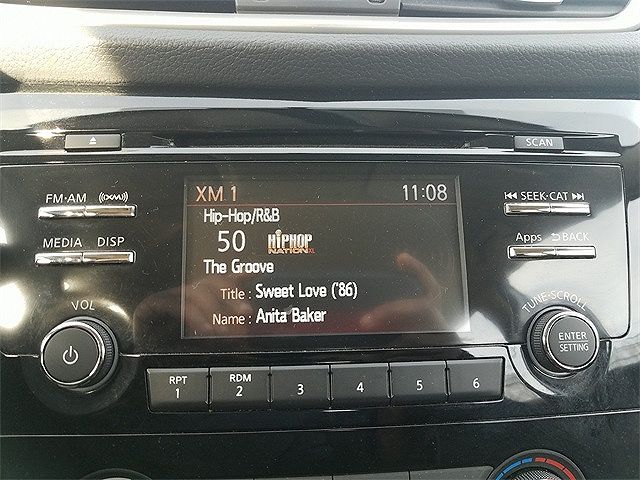 SCAN
FM·AM ((XM))
SEEK·CAT
MEDIA DISP
Apps BACK
XM 1 11:08
Hip-Hop/R&B
50 HIPHOP NATION XL
The Groove
Title : Sweet Love ('86)
Name : Anita Baker
VOL
TUNE·SCROLL
ENTER
SETTING
RPT
1
RDM
2
3
4
5
6